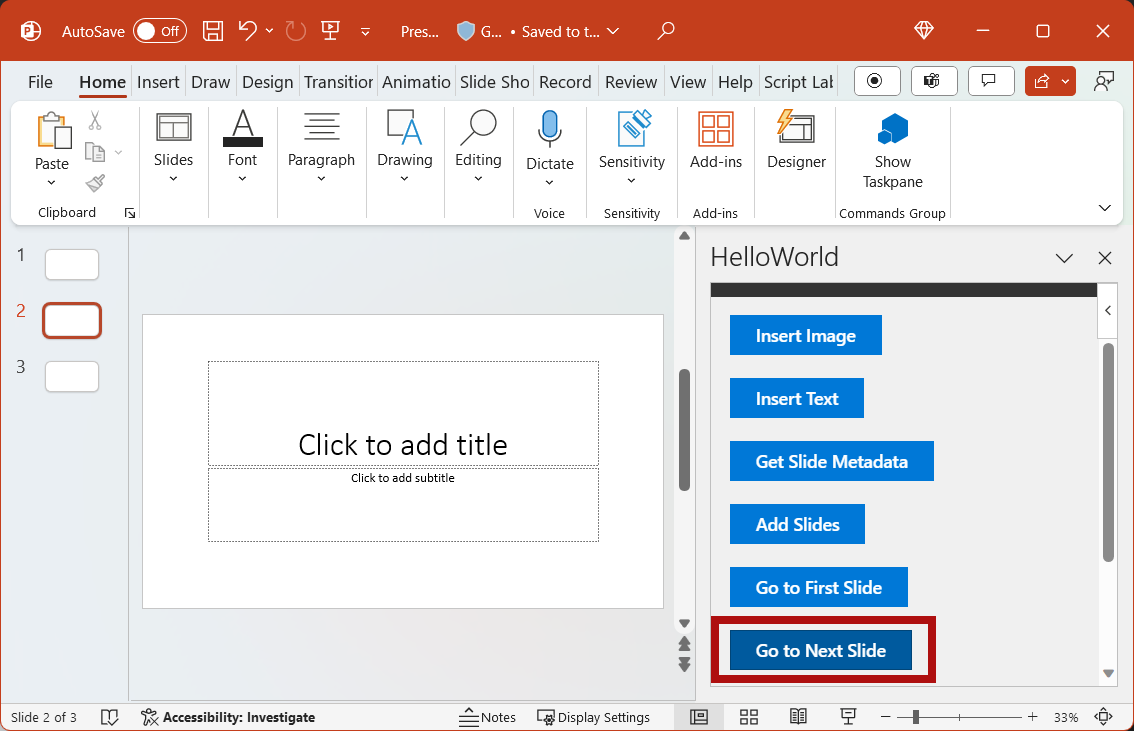 AutoSave Off Pres... G... • Saved to t...
File Home Insert Draw Design Transition Animatio Slide Sho Record Review View Help Script Lab
Paste
Slides
Font
Paragraph
Drawing
Editing
Dictate
Sensitivity
Add-ins
Designer
Show
Taskpane
Clipboard
Voice
Sensitivity
Add-ins
Commands Group
1
2
3
Click to add title
Click to add subtitle
HelloWorld
Insert Image
Insert Text
Get Slide Metadata
Add Slides
Go to First Slide
Go to Next Slide
Slide 2 of 3 Accessibility: Investigate Notes Display Settings 33%